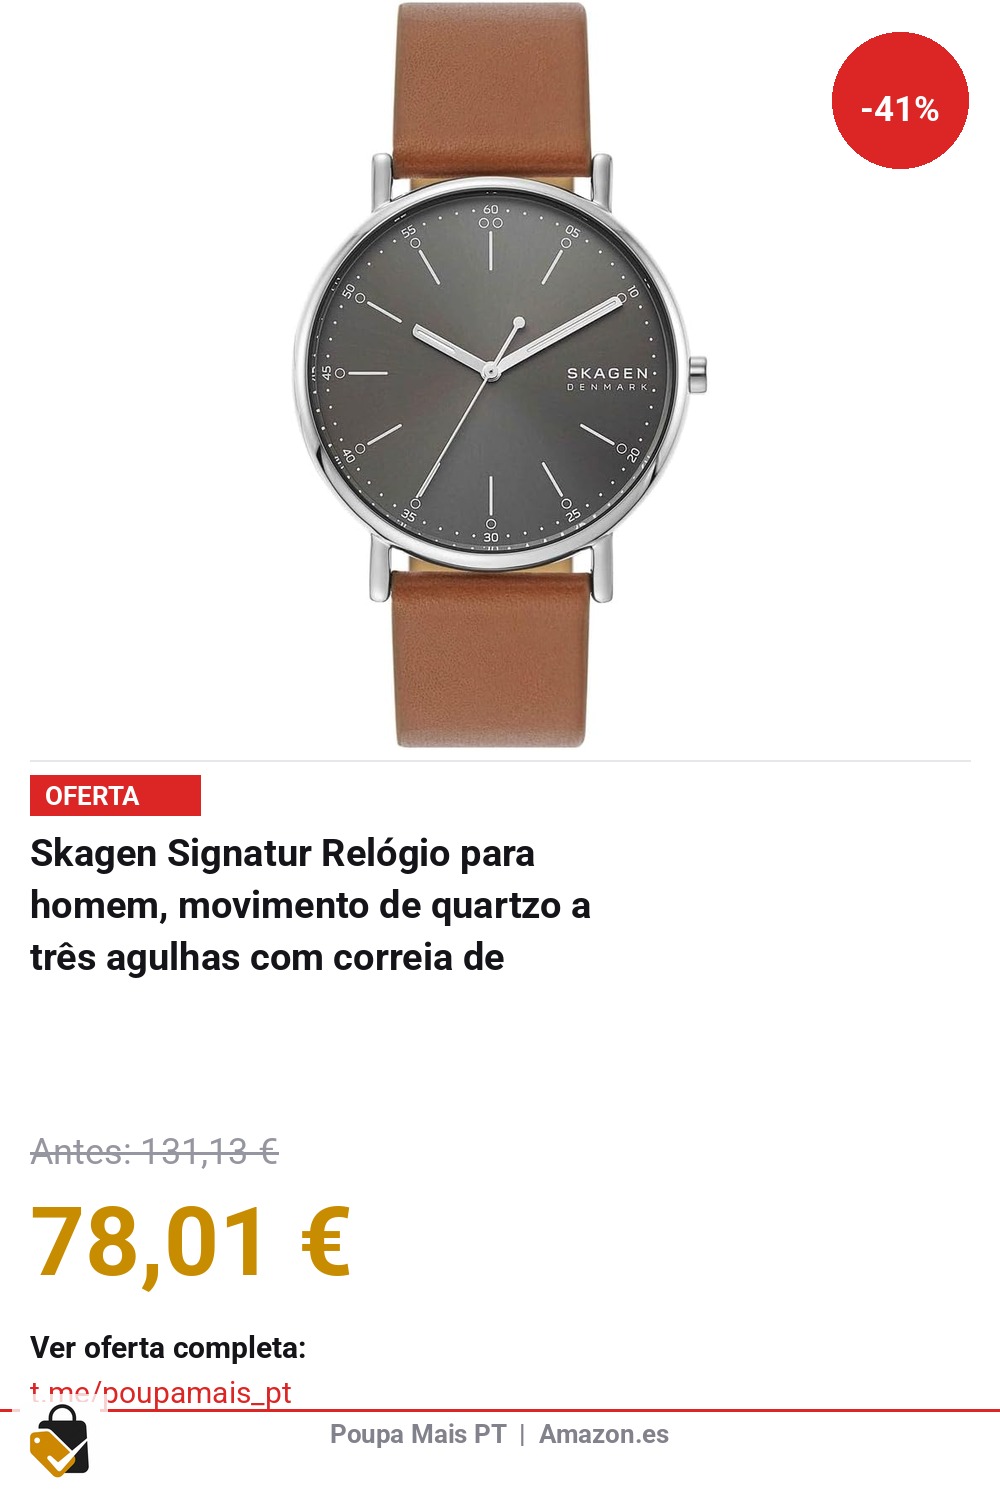 -41%
60
05
10
20
25
30
35
40
45
50
55
SKAGEN
DENMARK
OFERTA
Skagen Signatur Relógio para
homem, movimento de quartzo a
três agulhas com correia de
Antes: 131,13 €
78,01 €
Ver oferta completa:
t.me/poupamais_pt
Poupa Mais PT | Amazon.es